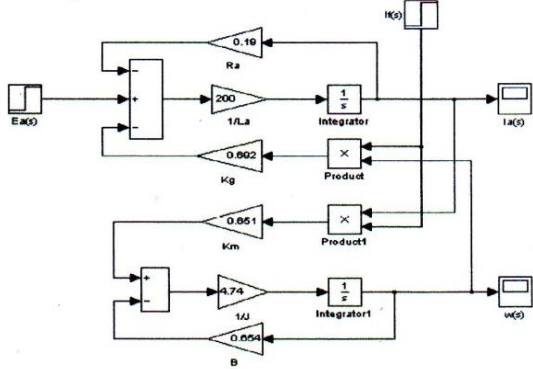 If(s)
0.19
Ra
Ea(s)
200
1/La
1
s
Integrator
Ia(s)
0.692
Kg
×
Product
0.651
Km
×
Product1
4.74
1/J
1
s
Integrator1
w(s)
0.654
B